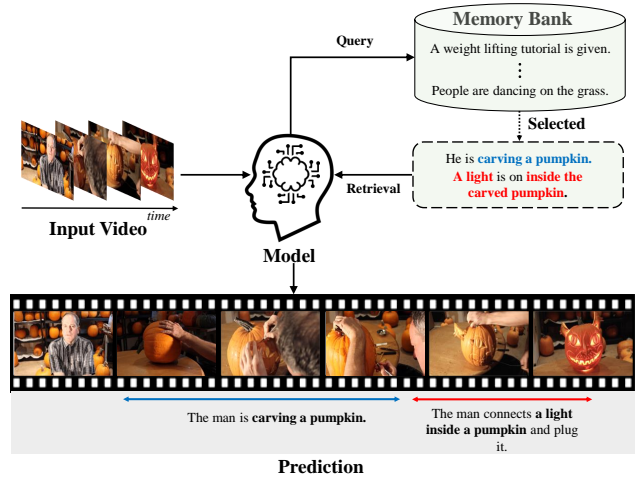 Memory Bank
Query
A weight lifting tutorial is given.
People are dancing on the grass.
Selected
He is carving a pumpkin.
A light is on inside the
carved pumpkin.
Retrieval
time
Input Video
Model
The man is carving a pumpkin.
The man connects a light
inside a pumpkin and plug
it.
Prediction